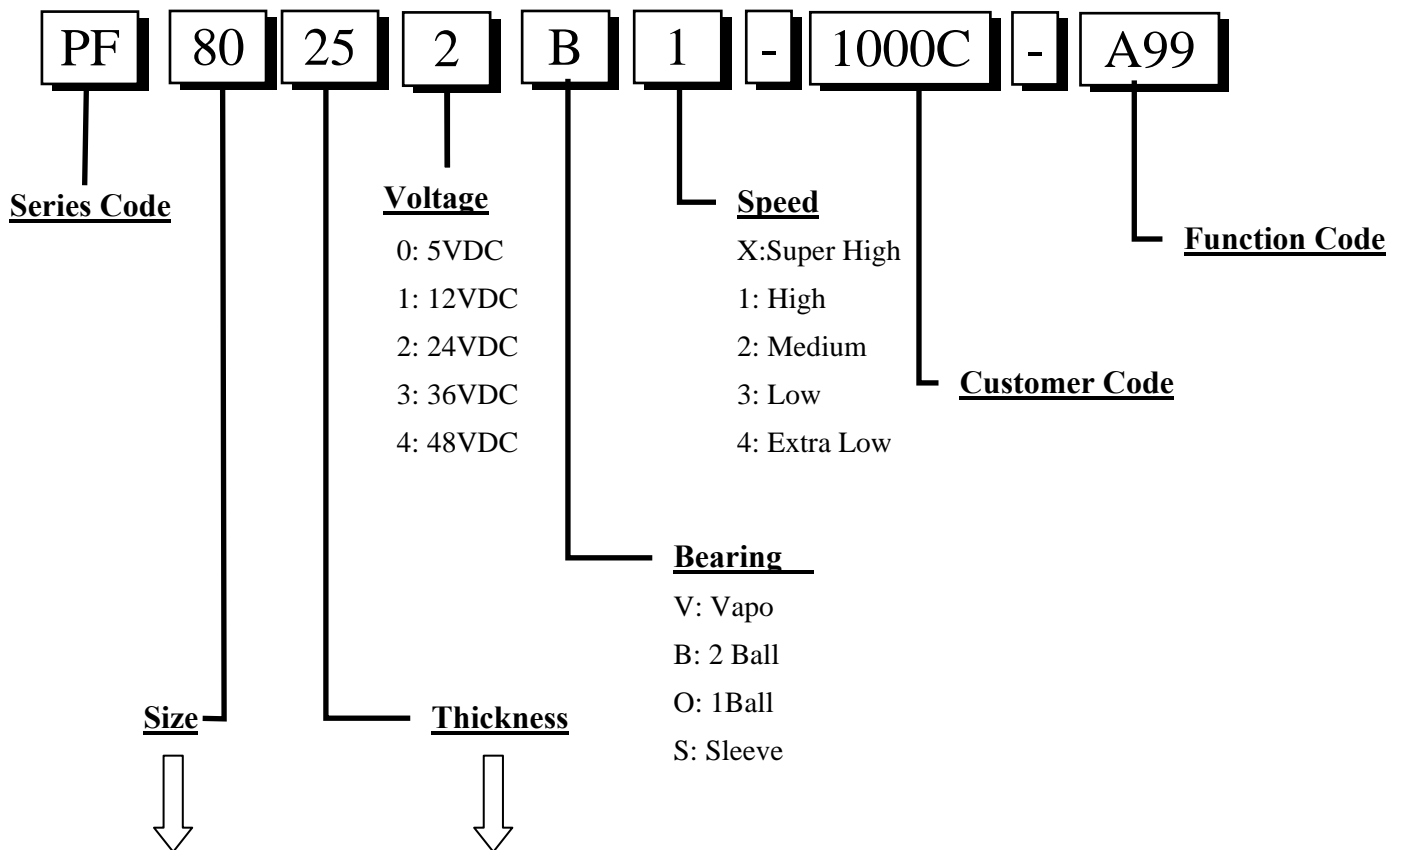 PF 80 25 2 B 1 - 1000C - A99
Series Code
Voltage
0: 5VDC
1: 12VDC
2: 24VDC
3: 36VDC
4: 48VDC
Speed
X:Super High
1: High
2: Medium
3: Low
4: Extra Low
Function Code
Customer Code
Bearing
V: Vapo
B: 2 Ball
O: 1Ball
S: Sleeve
Size
Thickness